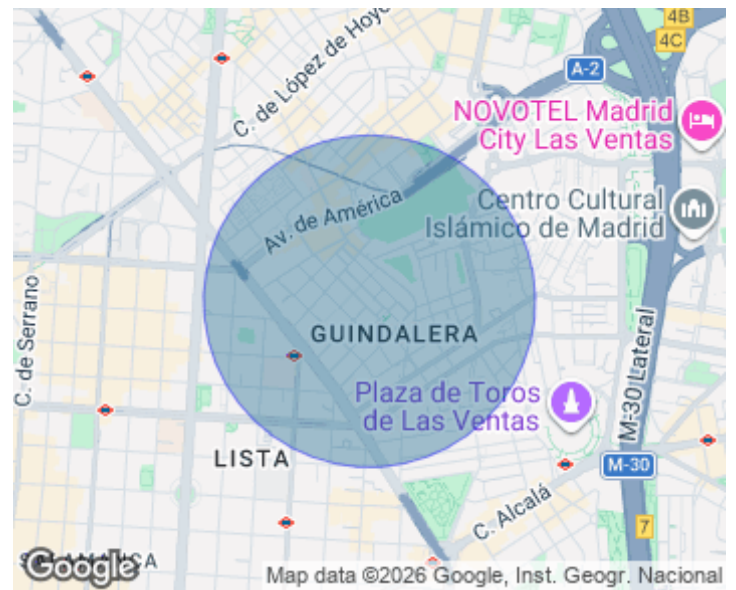 4B
4C
C. de López de Hoyo
A-2
NOVOTEL Madrid
City Las Ventas
Av. de América
Centro Cultural
Islámico de Madrid
C. de Serrano
GUINDALERA
M-30 Lateral
Plaza de Toros
de Las Ventas
LISTA
M-30
C. Alcalá
7
Google
Map data ©2026 Google, Inst. Geogr. Nacional